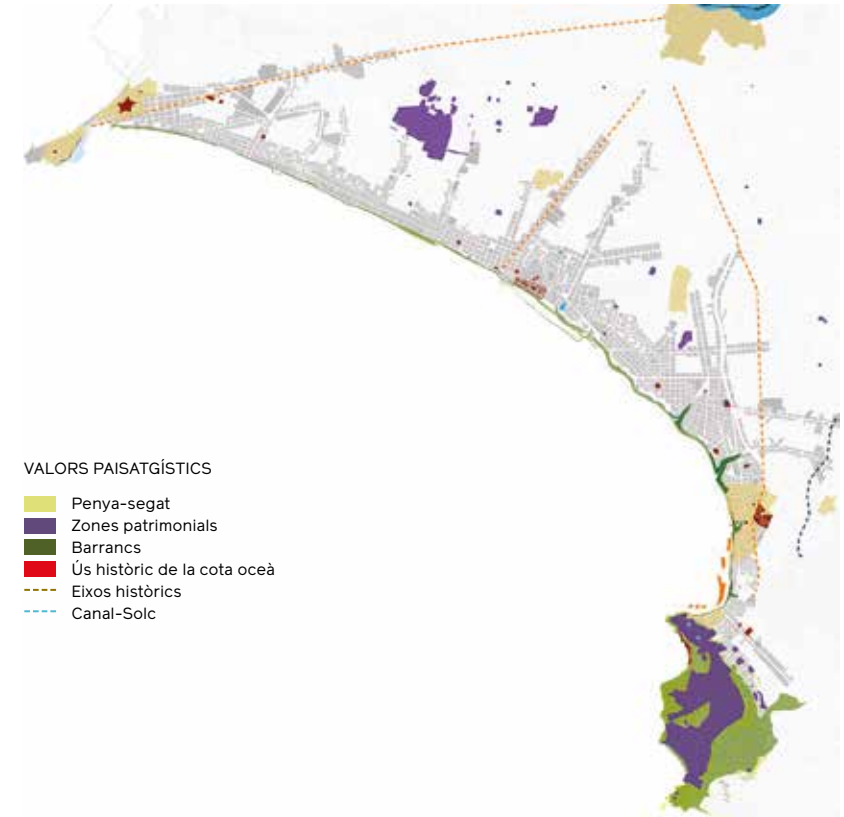 VALORS PAISATGÍSTICS
Penya-segat
Zones patrimonials
Barrancs
Ús històric de la cota oceà
Eixos històrics
Canal-Solc